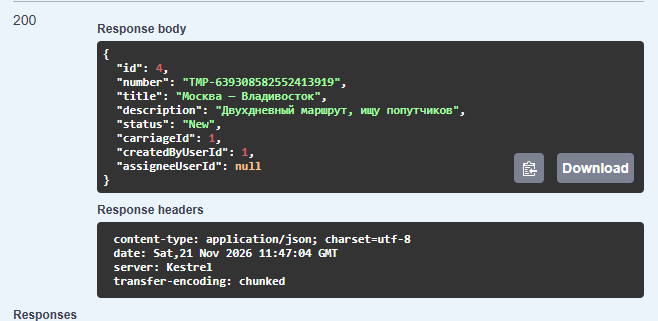 200
Response body
{
"id": 4,
"number": "TMP-639308582552413919",
"title": "Москва — Владивосток",
"description": "Двухдневный маршрут, ищу попутчиков",
"status": "New",
"carriageId": 1,
"createdByUserId": 1,
"assigneeUserId": null
}
Download
Response headers
content-type: application/json; charset=utf-8
date: Sat,21 Nov 2026 11:47:04 GMT
server: Kestrel
transfer-encoding: chunked
Responses